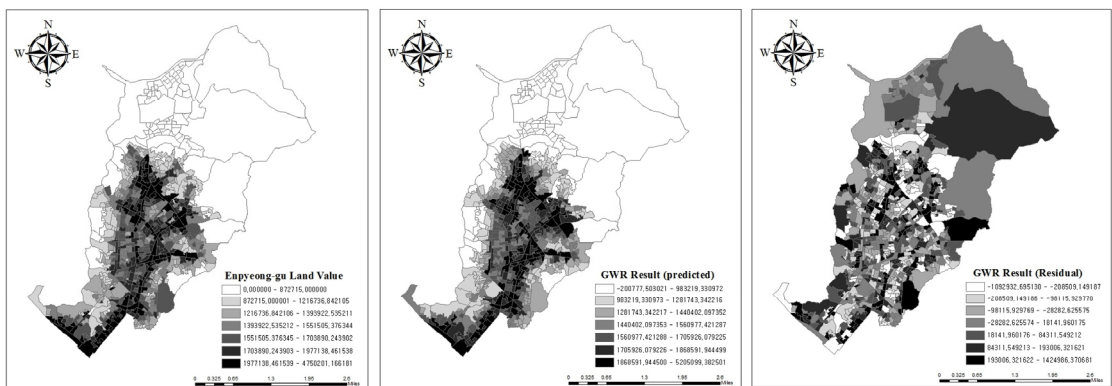 N
W E
S
Enpyeong-gu Land Value
0,000000 - 872715,000000
872715,000001 - 1216736,842105
1216736,842106 - 1393922,535211
1393922,535212 - 1551505,376344
1551505,376345 - 1703890,243902
1703890,243903 - 1977138,461538
1977138,461539 - 4750201,166181
0 0.325 0.65 1.3 1.95 2.6
Miles
N
W E
S
GWR Result (predicted)
-200777,503021 - 983219,330972
983219,330973 - 1281743,342216
1281743,342217 - 1440402,097352
1440402,097353 - 1560977,421287
1560977,421288 - 1705926,079225
1705926,079226 - 1868591,944499
1868591,944500 - 5205099,382501
0 0.325 0.65 1.3 1.95 2.6
Miles
N
W E
S
GWR Result (Residual)
-1092932,695130 - -208509,149187
-208509,149186 - -98115,929770
-98115,929769 - -28282,625575
-28282,625574 - 18141,960175
18141,960176 - 84311,549212
84311,549213 - 193006,321621
193006,321622 - 1424986,370681
0 0.325 0.65 1.3 1.95 2.6
Miles